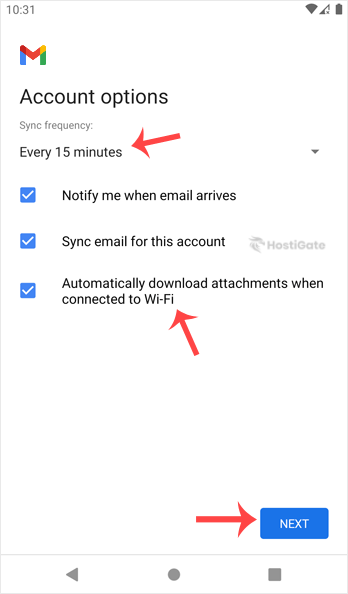 10:31
Account options
Sync frequency:
Every 15 minutes
Notify me when email arrives
Sync email for this account
HostiGate
Automatically download attachments when
connected to Wi-Fi
NEXT